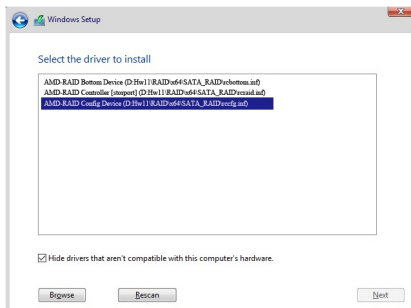 Windows Setup
Select the driver to install
AMD-RAID Bottom Device (D:Hw11\RAID\x64\SATA_RAID\rcbottom.inf)
AMD-RAID Controller [storport] (D:Hw11\RAID\x64\SATA_RAID\rcraid.inf)
AMD-RAID Config Device (D:Hw11\RAID\x64\SATA_RAID\rccfg.inf)
Hide drivers that aren't compatible with this computer's hardware.
Browse Rescan Next